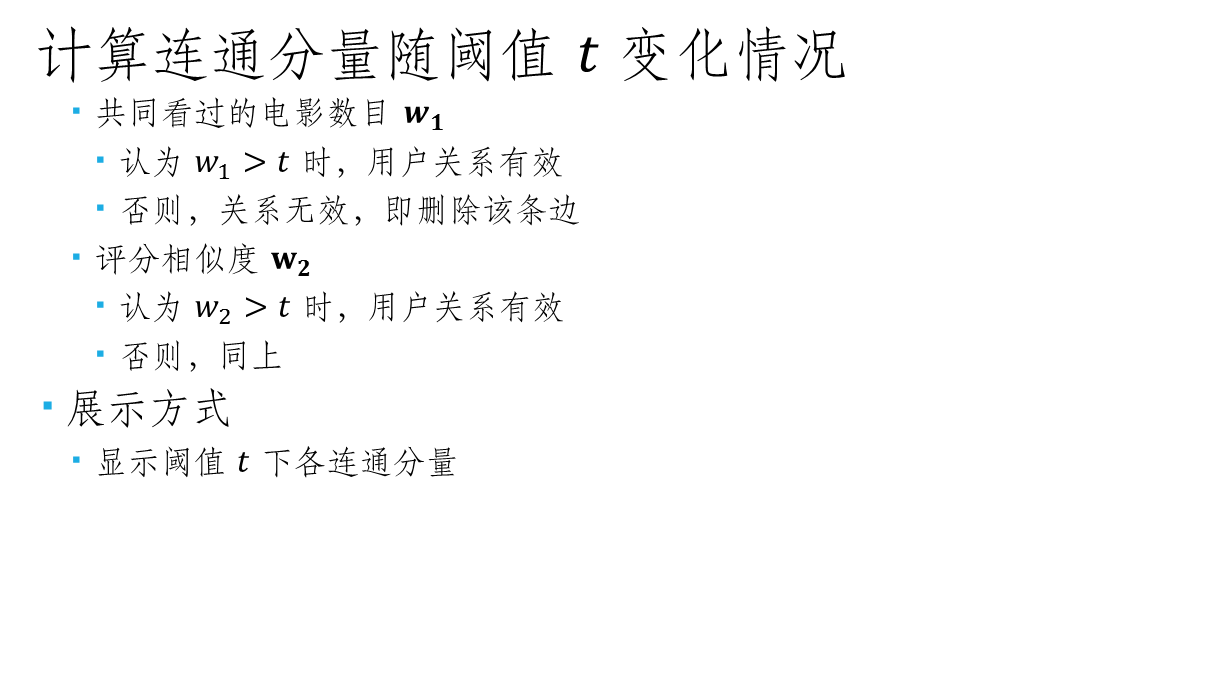 计算连通分量随阈值 t 变化情况
共同看过的电影数目 w₁
认为 w₁ > t 时，用户关系有效
否则，关系无效，即删除该条边
评分相似度 w₂
认为 w₂ > t 时，用户关系有效
否则，同上
展示方式
显示阈值 t 下各连通分量